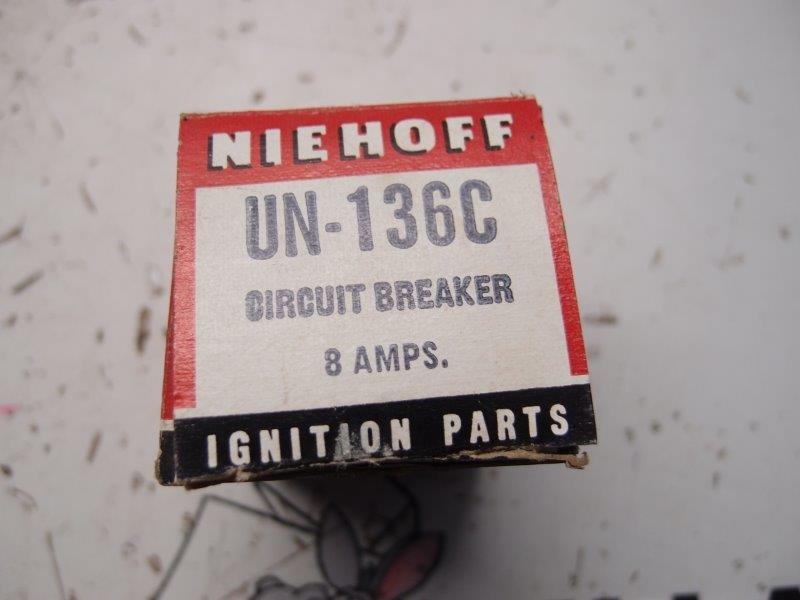 NIEHOFF
UN-136C
CIRCUIT BREAKER
8 AMPS.
IGNITION PARTS